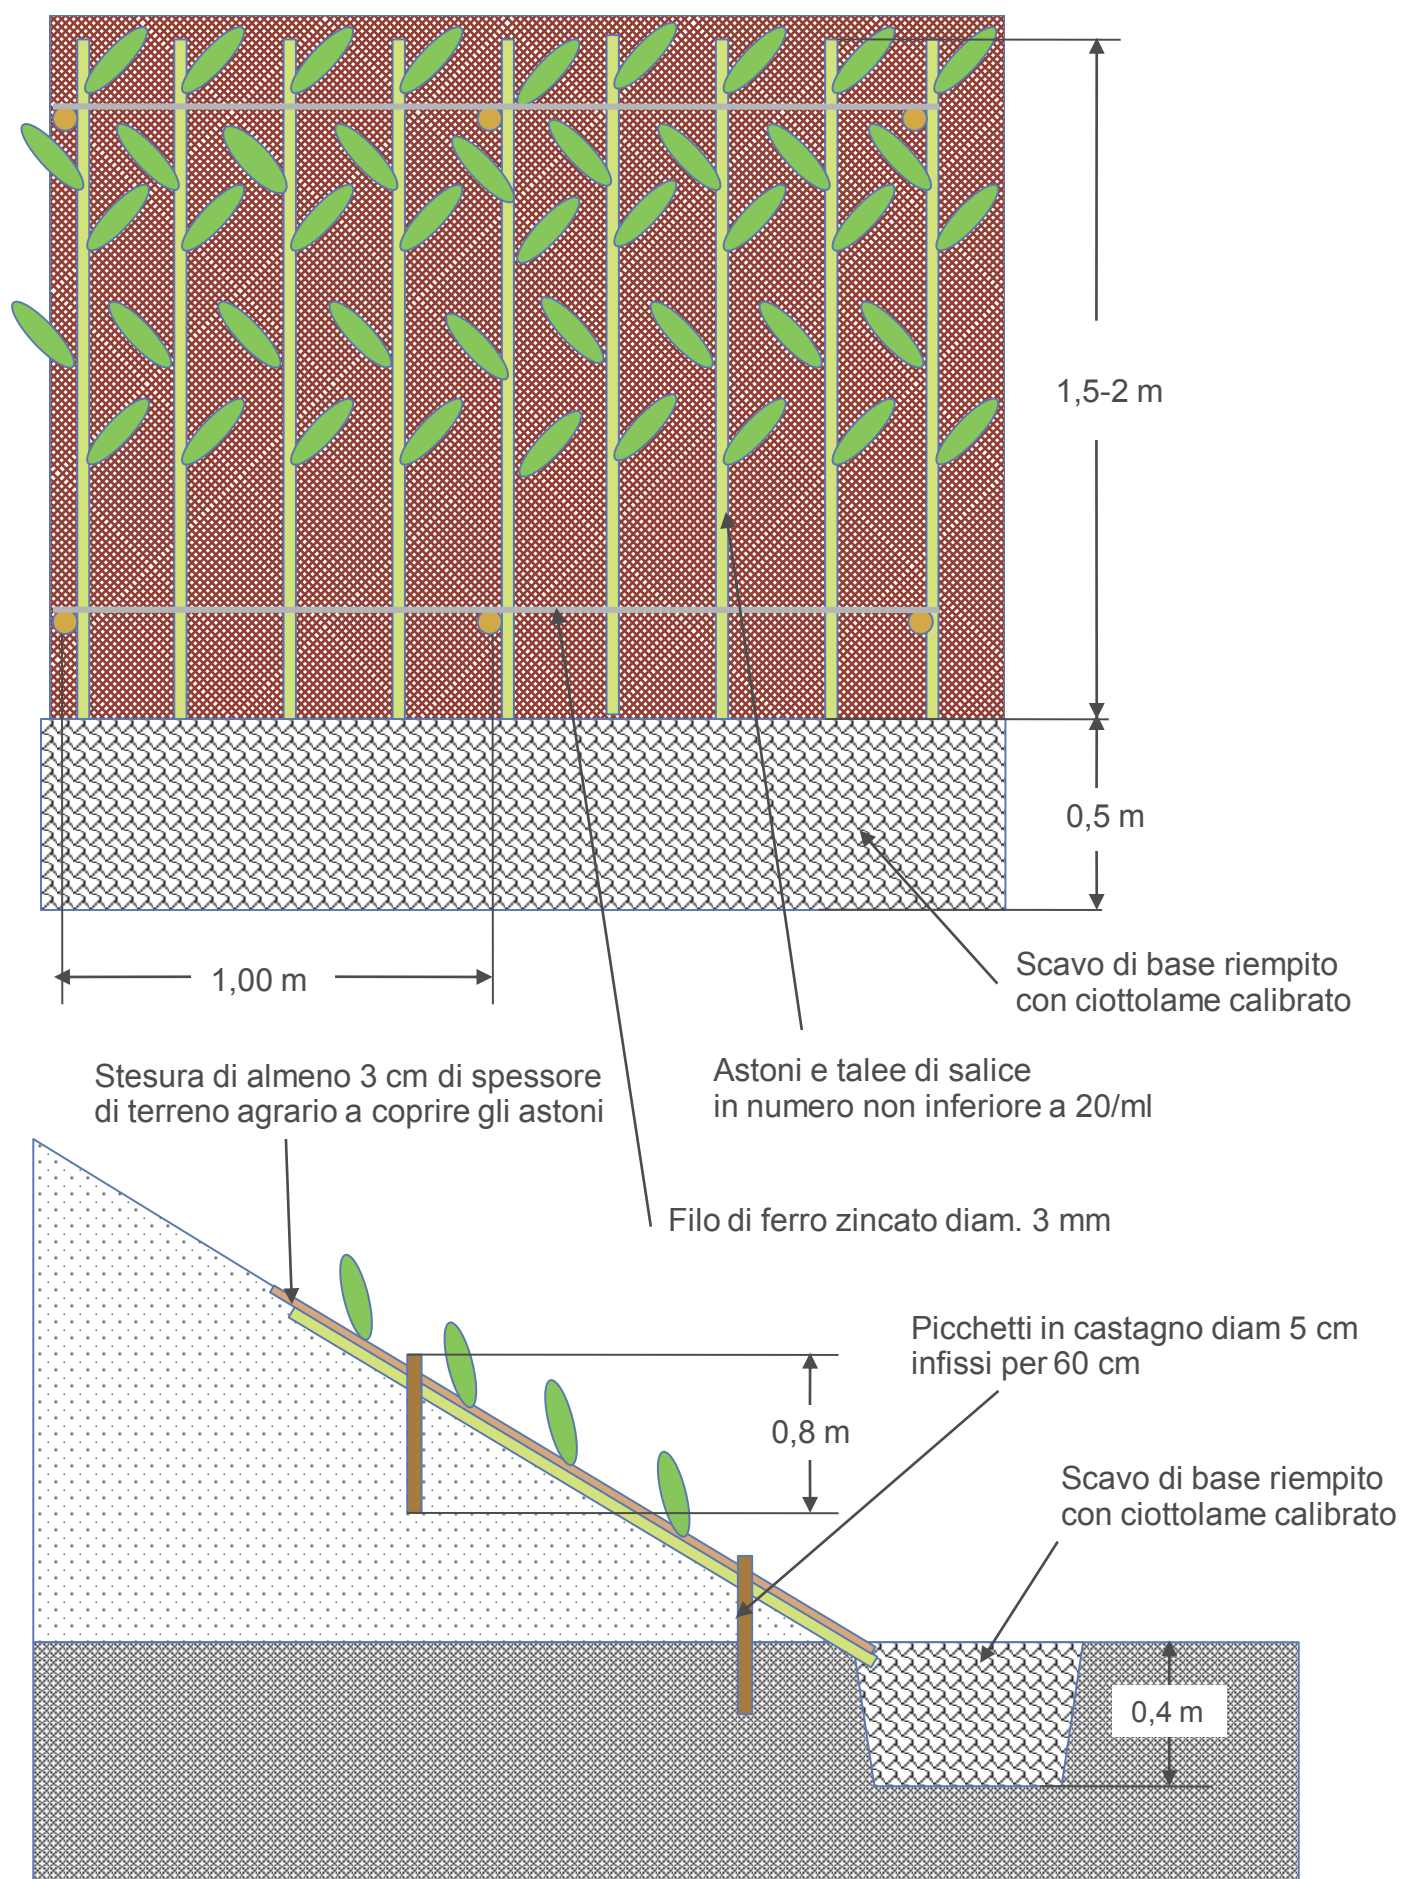 1,5-2 m
0,5 m
1,00 m
Scavo di base riempito
con ciottolame calibrato
Stesura di almeno 3 cm di spessore
di terreno agrario a coprire gli astoni
Astoni e talee di salice
in numero non inferiore a 20/ml
Filo di ferro zincato diam. 3 mm
Picchetti in castagno diam 5 cm
infissi per 60 cm
0,8 m
Scavo di base riempito
con ciottolame calibrato
0,4 m